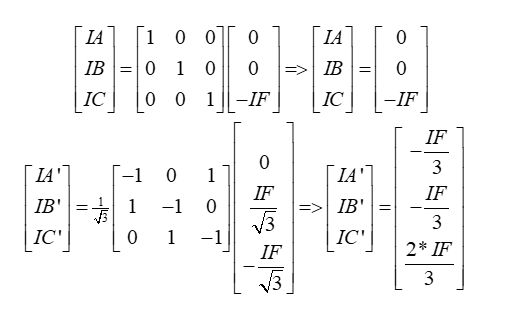 [IA IB IC] = [1 0 0; 0 1 0; 0 0 1] [0 0 -IF] => [IA IB IC] = [0 0 -IF]
[IA' IB' IC'] = 1/√3 [-1 0 1; 1 -1 0; 0 1 -1] [0 IF/√3 -IF/√3] => [IA' IB' IC'] = [-IF/3 -IF/3 2*IF/3]